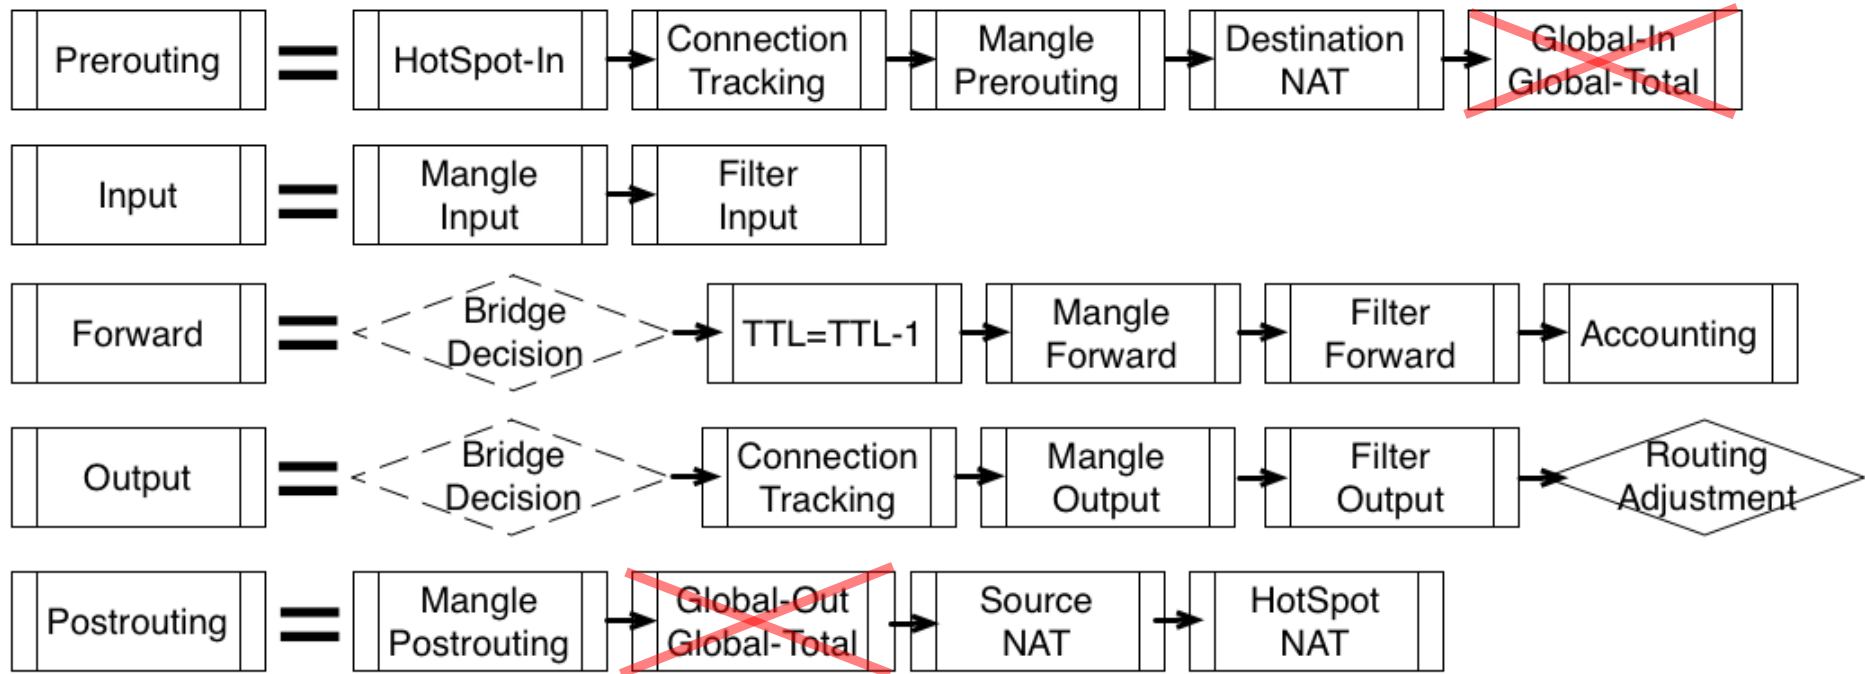 Prerouting
HotSpot-In
Connection
Tracking
Mangle
Prerouting
Destination
NAT
Global-In
Global-Total
Input
Mangle
Input
Filter
Input
Forward
Bridge
Decision
TTL=TTL-1
Mangle
Forward
Filter
Forward
Accounting
Output
Bridge
Decision
Connection
Tracking
Mangle
Output
Filter
Output
Routing
Adjustment
Postrouting
Mangle
Postrouting
Global-Out
Global-Total
Source
NAT
HotSpot
NAT